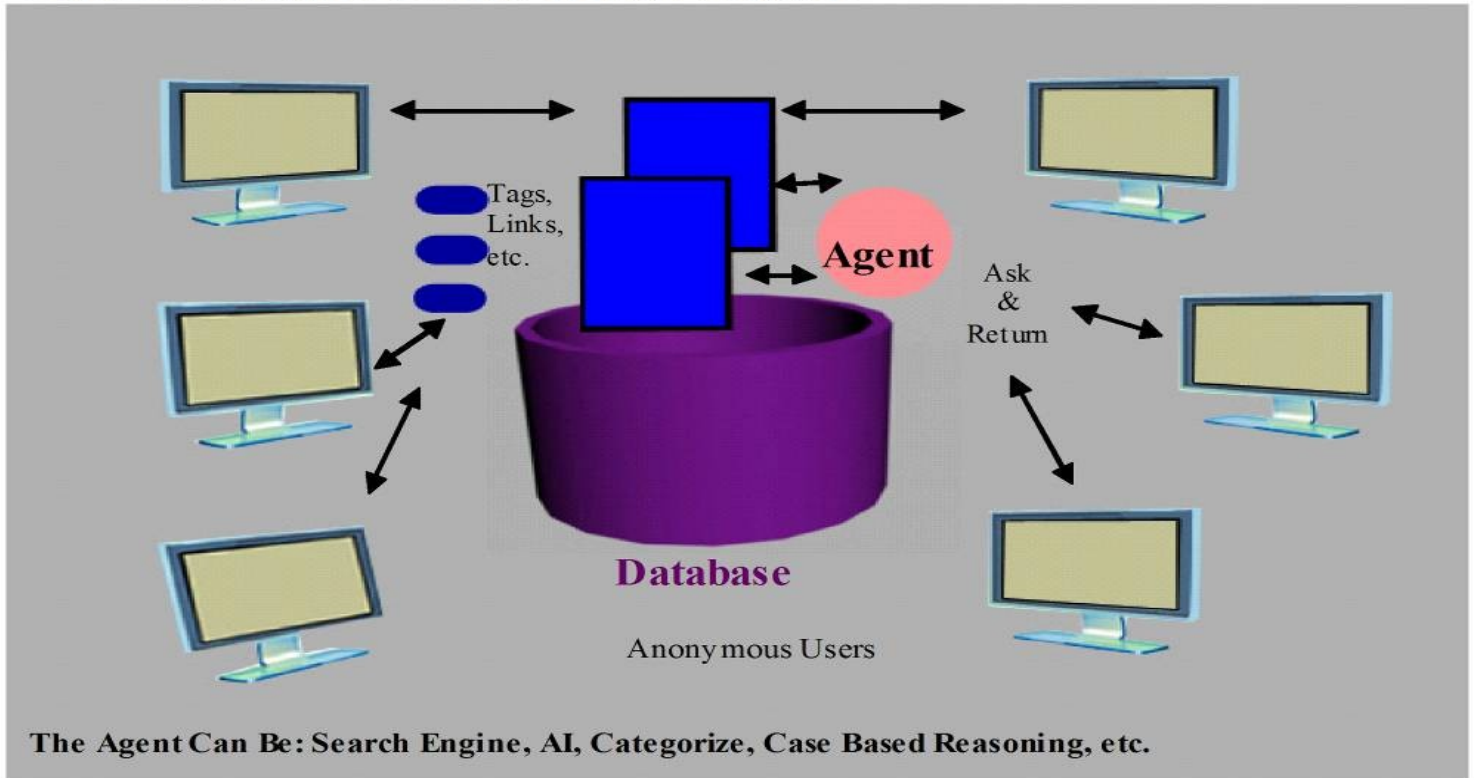 Tags,
Links,
etc.
Agent
Ask
&
Return
Database
Anonymous Users
The Agent Can Be: Search Engine, AI, Categorize, Case Based Reasoning, etc.